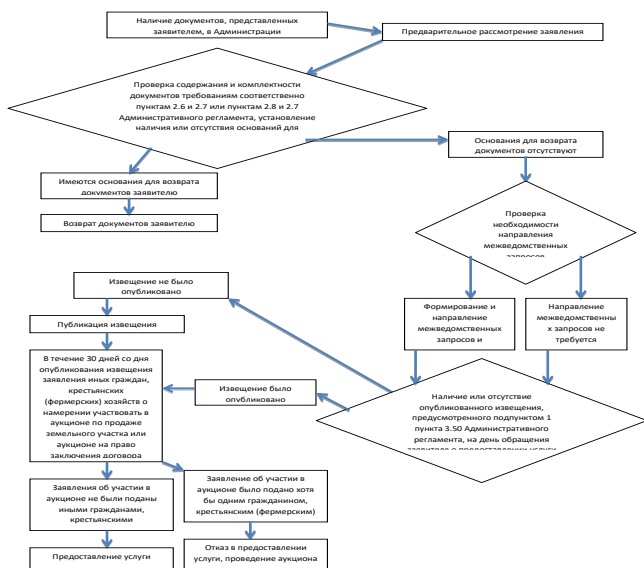 Наличие документов, представленных
заявителем, в Администрации
Предварительное рассмотрение заявления
Проверка содержания и комплектности
документов требованиям соответственно
пунктам 2.6 и 2.7 или пунктам 2.8 и 2.7
Административного регламента, установление
наличия или отсутствия оснований для
Основания для возврата
документов отсутствуют
Имеются основания для возврата
документов заявителю
Возврат документов заявителю
Проверка
необходимости
направления
межведомственных
запросов
Формирование и
направление
межведомственных
запросов и
Направление
межведомственны
х запросов не
требуется
Извещение не было
опубликовано
Публикация извещения
В течение 30 дней со дня
опубликования извещения
заявления иных граждан,
крестьянских
(фермерских) хозяйств о
намерении участвовать в
аукционе по продаже
земельного участка или
аукционе на право
заключения договора
Извещение было
опубликовано
Наличие или отсутствие
опубликованного извещения,
предусмотренного подпунктом 1
пункта 3.50 Административного
регламента, на день обращения
заявителя о предоставлении услуги
Заявления об участии в
аукционе не были поданы
иными гражданами,
крестьянскими
Заявление об участии в
аукционе было подано хотя
бы одним гражданином,
крестьянским (фермерским)
Предоставление услуги
Отказ в предоставлении
услуги, проведение аукциона